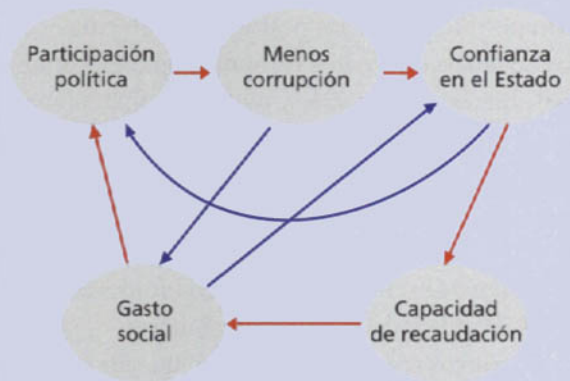 Participación
política
Menos
corrupción
Confianza
en el Estado
Gasto
social
Capacidad
de recaudación